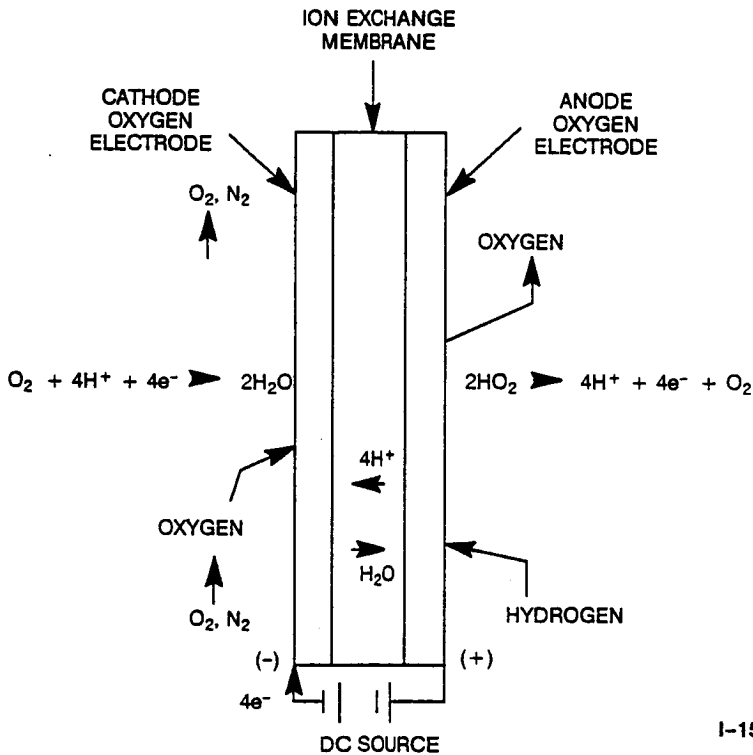 ION EXCHANGE
MEMBRANE
CATHODE
OXYGEN
ELECTRODE
ANODE
OXYGEN
ELECTRODE
O₂, N₂
OXYGEN
O₂ + 4H⁺ + 4e⁻
2H₂O
2HO₂
4H⁺ + 4e⁻ + O₂
4H⁺
OXYGEN
H₂O
O₂, N₂
HYDROGEN
(-)
(+)
4e⁻
DC SOURCE